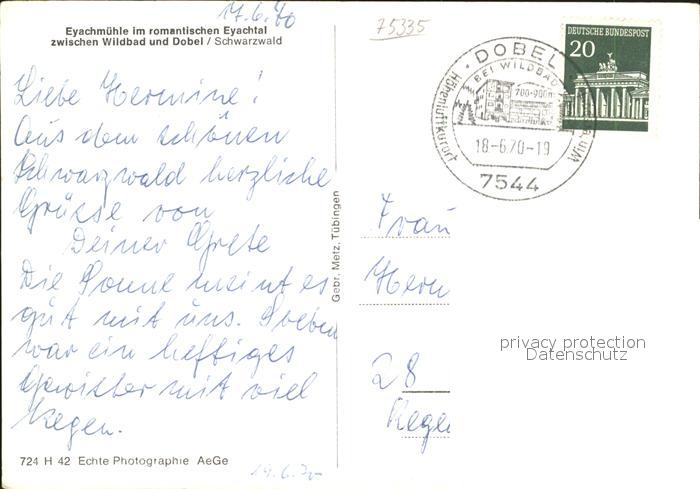 17.6.70
75335
Eyachmühle im romantischen Eyachtal
zwischen Wildbad und Dobel / Schwarzwald
DEUTSCHE BUNDESPOST
20
DOBEL
BEI WILDBAD
700-900m
Höhenluftkurort
18-6.70-19
7544
Liebe Hermine!
Aus dem schönen
Schwarzwald herzliche
Grüsse von
Deiner Grete
Die Sonne meint es
gut mit uns. Soeben
war ein heftiges
Gewitter mit viel
Regen.
Gebr. Metz, Tübingen
Frau
Herm
28
Regen
privacy protection
Datenschutz
724 H 42 Echte Photographie AeGe
19.6.70